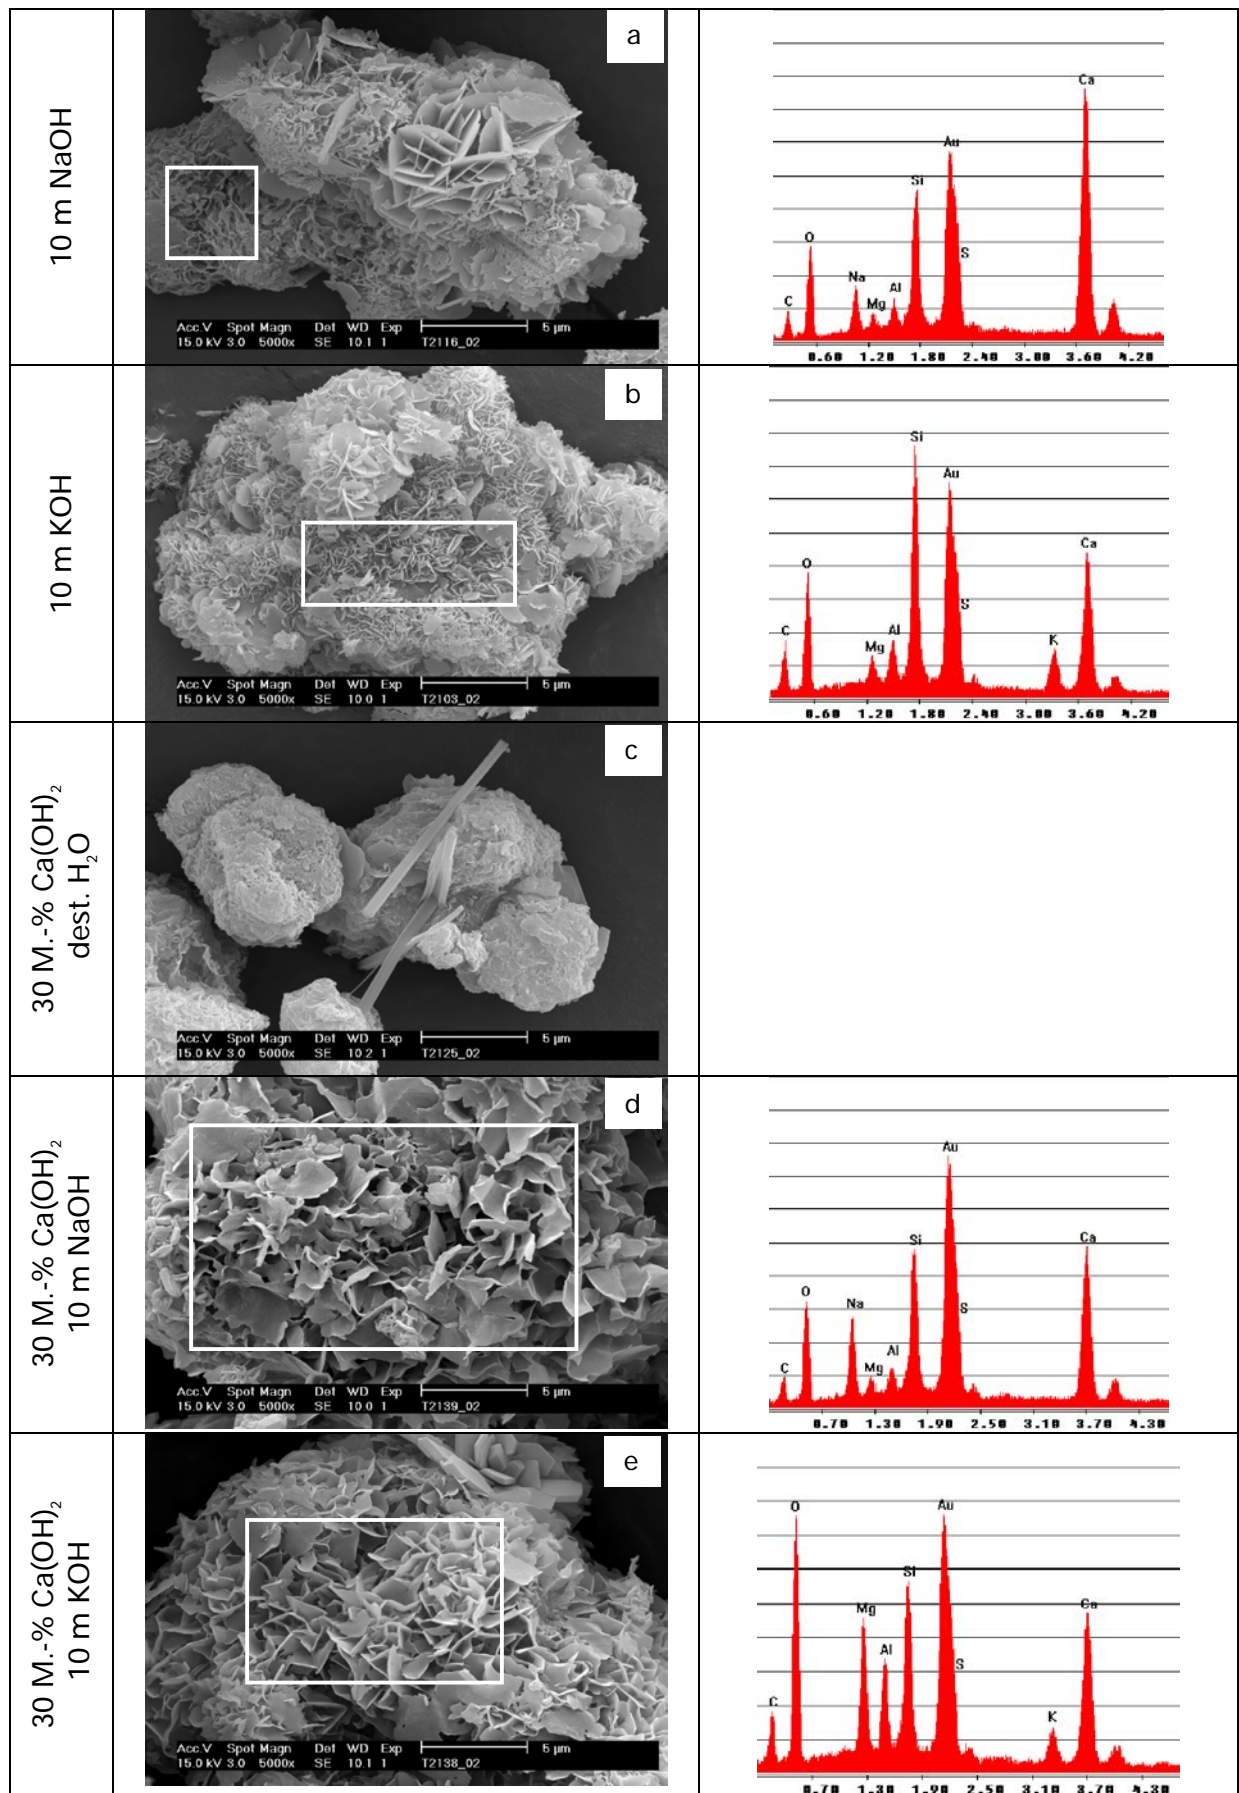 10 m NaOH
a
Acc.V Spot Magn Det WD Exp 5 µm
15.0 kV 3.0 5000x SE 10.1 1 T2116_02
C O Na Mg Al Si Au S Ca
0.60 1.20 1.80 2.40 3.00 3.60 4.20
10 m KOH
b
Acc.V Spot Magn Det WD Exp 5 µm
15.0 kV 3.0 5000x SE 10.0 1 T2103_02
C O Mg Al Si Au S K Ca
0.60 1.20 1.80 2.40 3.00 3.60 4.20
30 M.-% Ca(OH)₂
dest. H₂O
c
Acc.V Spot Magn Det WD Exp 5 µm
15.0 kV 3.0 5000x SE 10.2 1 T2125_02
30 M.-% Ca(OH)₂
10 m NaOH
d
Acc.V Spot Magn Det WD Exp 5 µm
15.0 kV 3.0 5000x SE 10.0 1 T2139_02
C O Na Mg Al Si Au S Ca
0.70 1.30 1.90 2.50 3.10 3.70 4.30
30 M.-% Ca(OH)₂
10 m KOH
e
Acc.V Spot Magn Det WD Exp 5 µm
15.0 kV 3.0 5000x SE 10.1 1 T2138_02
C O Mg Al Si Au S K Ca
0.70 1.30 1.90 2.50 3.10 3.70 4.30